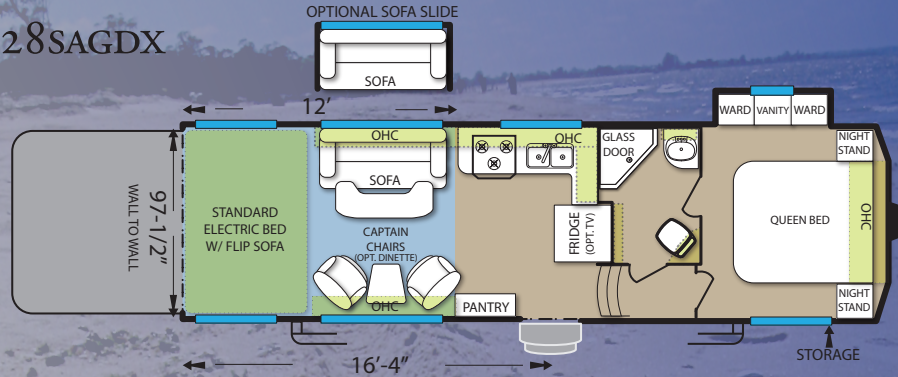 28SAGDX
OPTIONAL SOFA SLIDE
SOFA
12'
WARD VANITY WARD
OHC
OHC
GLASS
DOOR
NIGHT
STAND
SOFA
97-1/2"
WALL TO WALL
STANDARD
ELECTRIC BED
W/ FLIP SOFA
CAPTAIN
CHAIRS
(OPT. DINETTE)
FRIDGE
(OPT. TV)
QUEEN BED
OHC
OHC
PANTRY
NIGHT
STAND
16'-4"
STORAGE